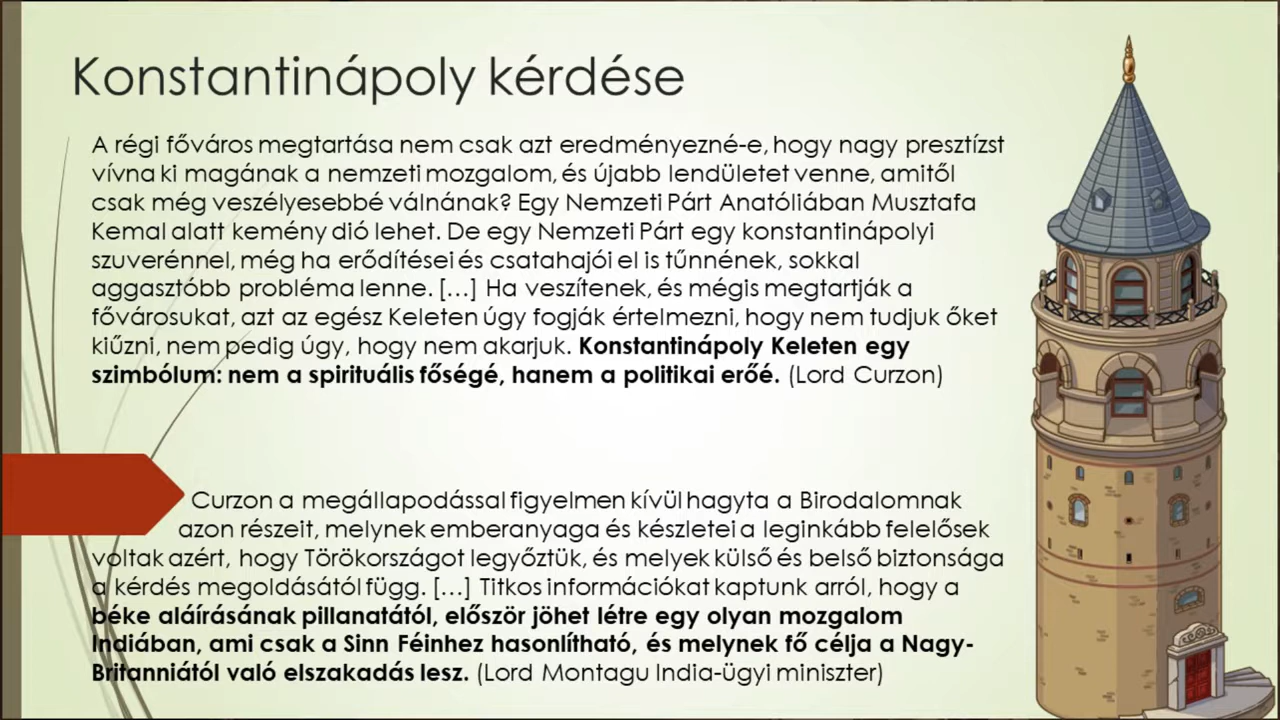 Konstantinápoly kérdése
A régi főváros megtartása nem csak azt eredményezné-e, hogy nagy presztízst
vívna ki magának a nemzeti mozgalom, és újabb lendületet venne, amitől
csak még veszélyesebbé válnának? Egy Nemzeti Párt Anatóliában Musztafa
Kemal alatt kemény dió lehet. De egy Nemzeti Párt egy konstantinápolyi
szuverénnel, még ha erődítései és csatahajói el is tűnnének, sokkal
aggasztóbb probléma lenne. […] Ha veszítenek, és mégis megtartják a
fővárosukat, azt az egész Keleten úgy fogják értelmezni, hogy nem tudjuk őket
kiűzni, nem pedig úgy, hogy nem akarjuk. Konstantinápoly Keleten egy
szimbólum: nem a spirituális főségé, hanem a politikai erőé. (Lord Curzon)
Curzon a megállapodással figyelmen kívül hagyta a Birodalomnak
azon részeit, melynek emberanyaga és készletei a leginkább felelősek
voltak azért, hogy Törökországot legyőztük, és melyek külső és belső biztonsága
a kérdés megoldásától függ. […] Titkos információkat kaptunk arról, hogy a
béke aláírásának pillanatától, először jöhet létre egy olyan mozgalom
Indiában, ami csak a Sinn Féinhez hasonlítható, és melynek fő célja a Nagy-
Britanniától való elszakadás lesz. (Lord Montagu India-ügyi miniszter)